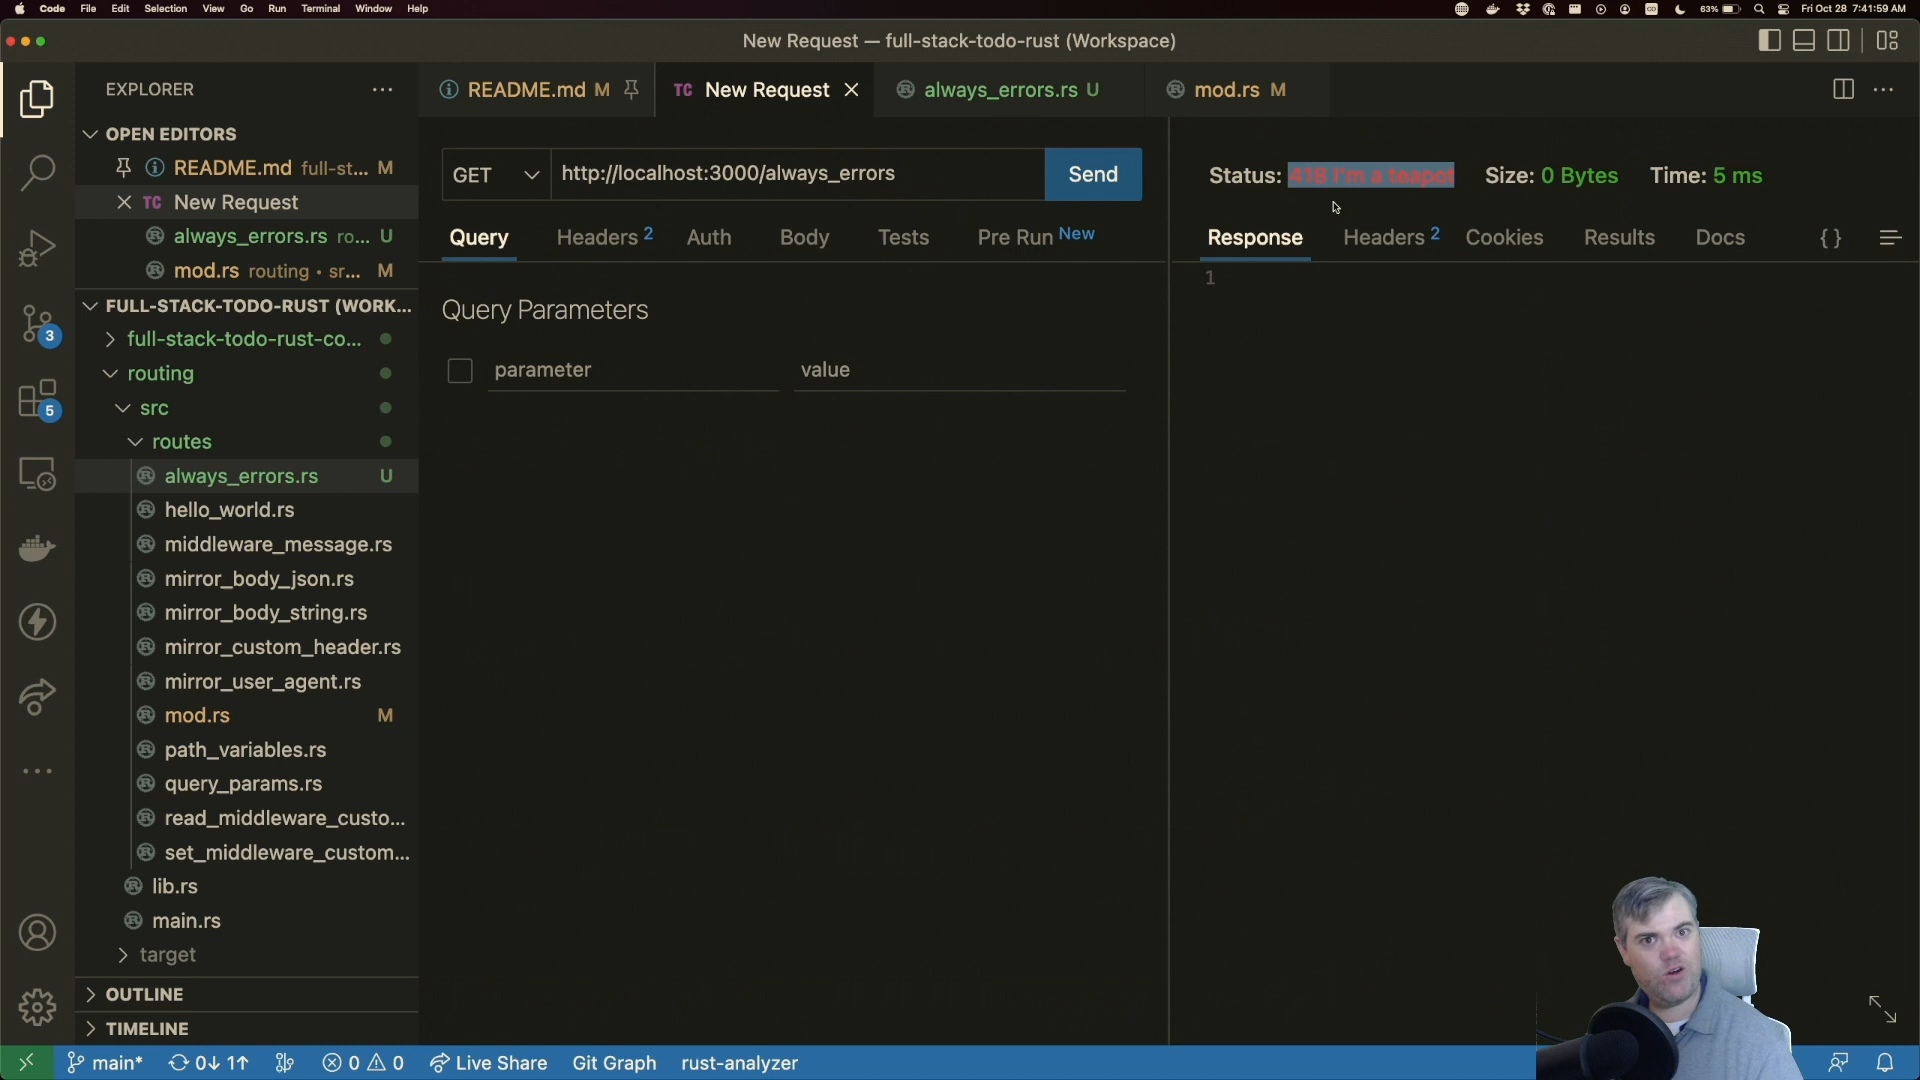 Code File Edit Selection View Go Run Terminal Window Help 63% Fri Oct 28 7:41:59 AM
New Request — full-stack-todo-rust (Workspace)
EXPLORER
README.md M
TC New Request
always_errors.rs U
mod.rs M
OPEN EDITORS
README.md full-st... M
TC New Request
always_errors.rs ro... U
mod.rs routing • sr... M
FULL-STACK-TODO-RUST (WORK...
full-stack-todo-rust-co...
routing
src
routes
always_errors.rs U
hello_world.rs
middleware_message.rs
mirror_body_json.rs
mirror_body_string.rs
mirror_custom_header.rs
mirror_user_agent.rs
mod.rs M
path_variables.rs
query_params.rs
read_middleware_custo...
set_middleware_custom...
lib.rs
main.rs
target
OUTLINE
TIMELINE
3
5
GET http://localhost:3000/always_errors Send
Query Headers 2 Auth Body Tests Pre Run New
Query Parameters
parameter value
Status: 418 I'm a teapot Size: 0 Bytes Time: 5 ms
Response Headers 2 Cookies Results Docs { }
1
main* 0↓ 1↑ 0 0 Live Share Git Graph rust-analyzer